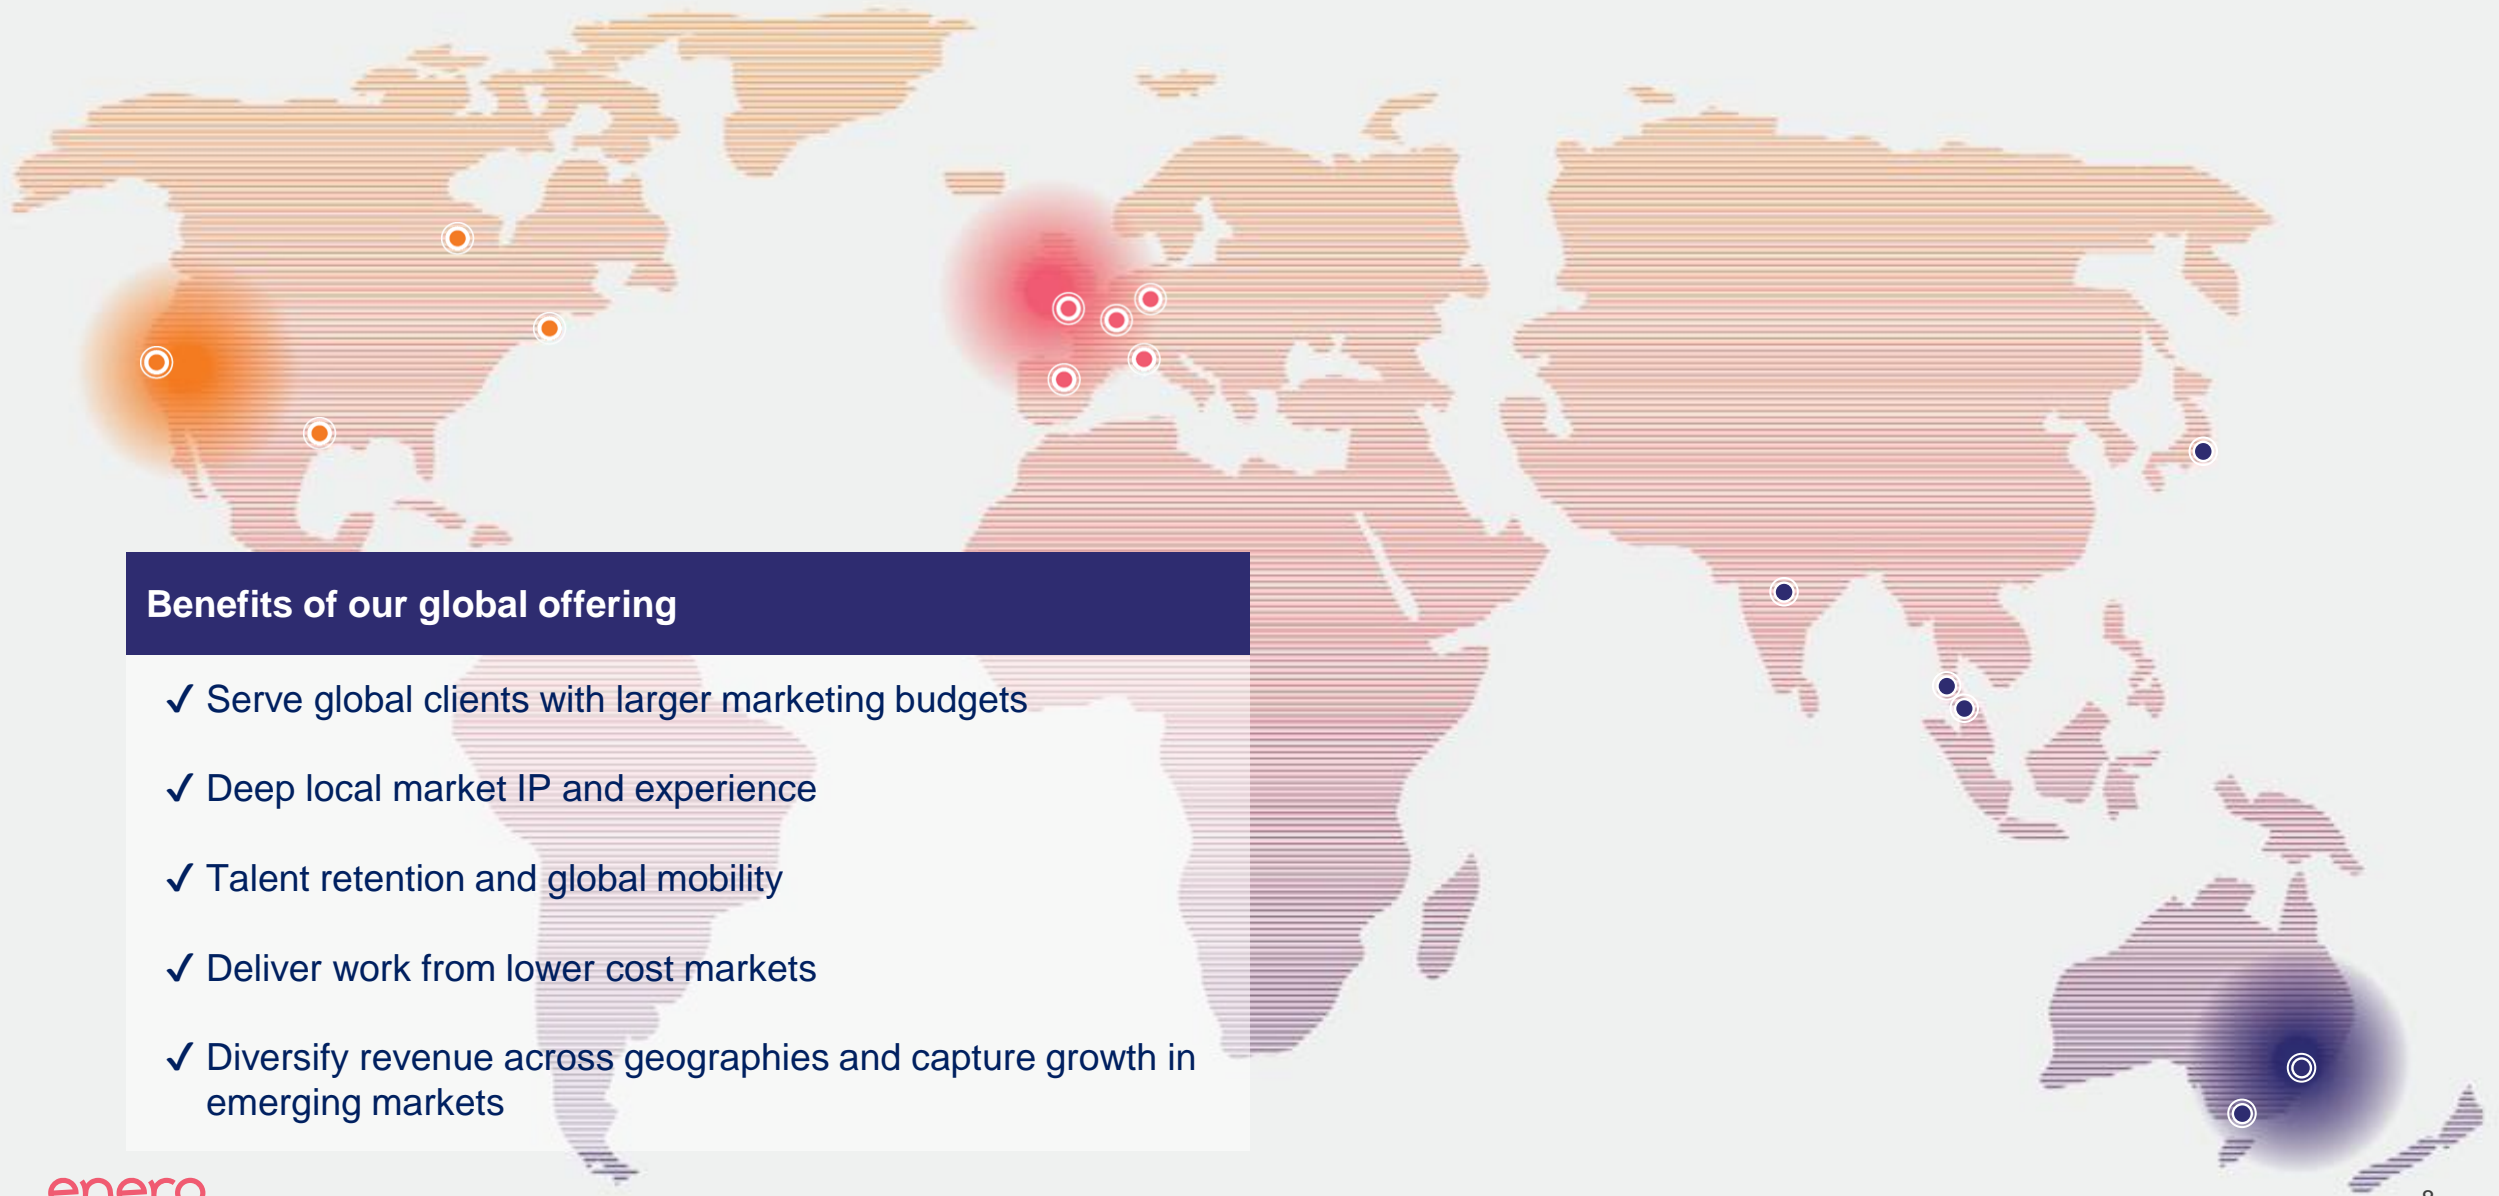 Benefits of our global offering
✓ Serve global clients with larger marketing budgets
✓ Deep local market IP and experience
✓ Talent retention and global mobility
✓ Deliver work from lower cost markets
✓ Diversify revenue across geographies and capture growth in
emerging markets
enero
8